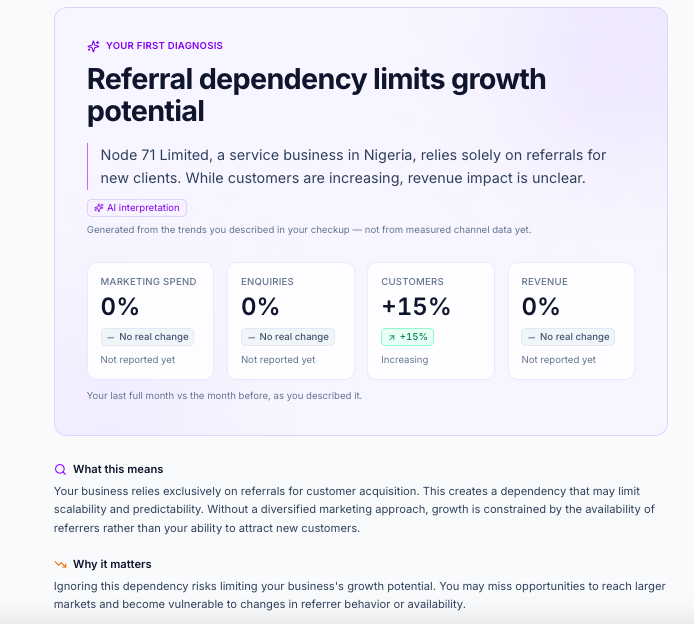 YOUR FIRST DIAGNOSIS
Referral dependency limits growth
potential
Node 71 Limited, a service business in Nigeria, relies solely on referrals for
new clients. While customers are increasing, revenue impact is unclear.
AI interpretation
Generated from the trends you described in your checkup — not from measured channel data yet.
MARKETING SPEND
0%
— No real change
Not reported yet
ENQUIRIES
0%
— No real change
Not reported yet
CUSTOMERS
+15%
↗ +15%
Increasing
REVENUE
0%
— No real change
Not reported yet
Your last full month vs the month before, as you described it.
What this means
Your business relies exclusively on referrals for customer acquisition. This creates a dependency that may limit
scalability and predictability. Without a diversified marketing approach, growth is constrained by the availability of
referrers rather than your ability to attract new customers.
Why it matters
Ignoring this dependency risks limiting your business's growth potential. You may miss opportunities to reach larger
markets and become vulnerable to changes in referrer behavior or availability.